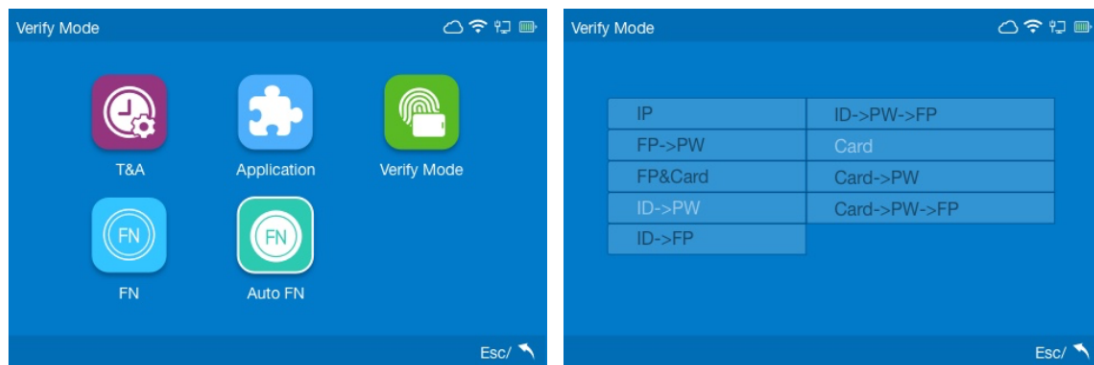 Verify Mode
T&A Application Verify Mode
FN FN
FN Auto FN
Esc/
Verify Mode
IP ID->PW->FP
FP->PW Card
FP&Card Card->PW
ID->PW Card->PW->FP
ID->FP
Esc/